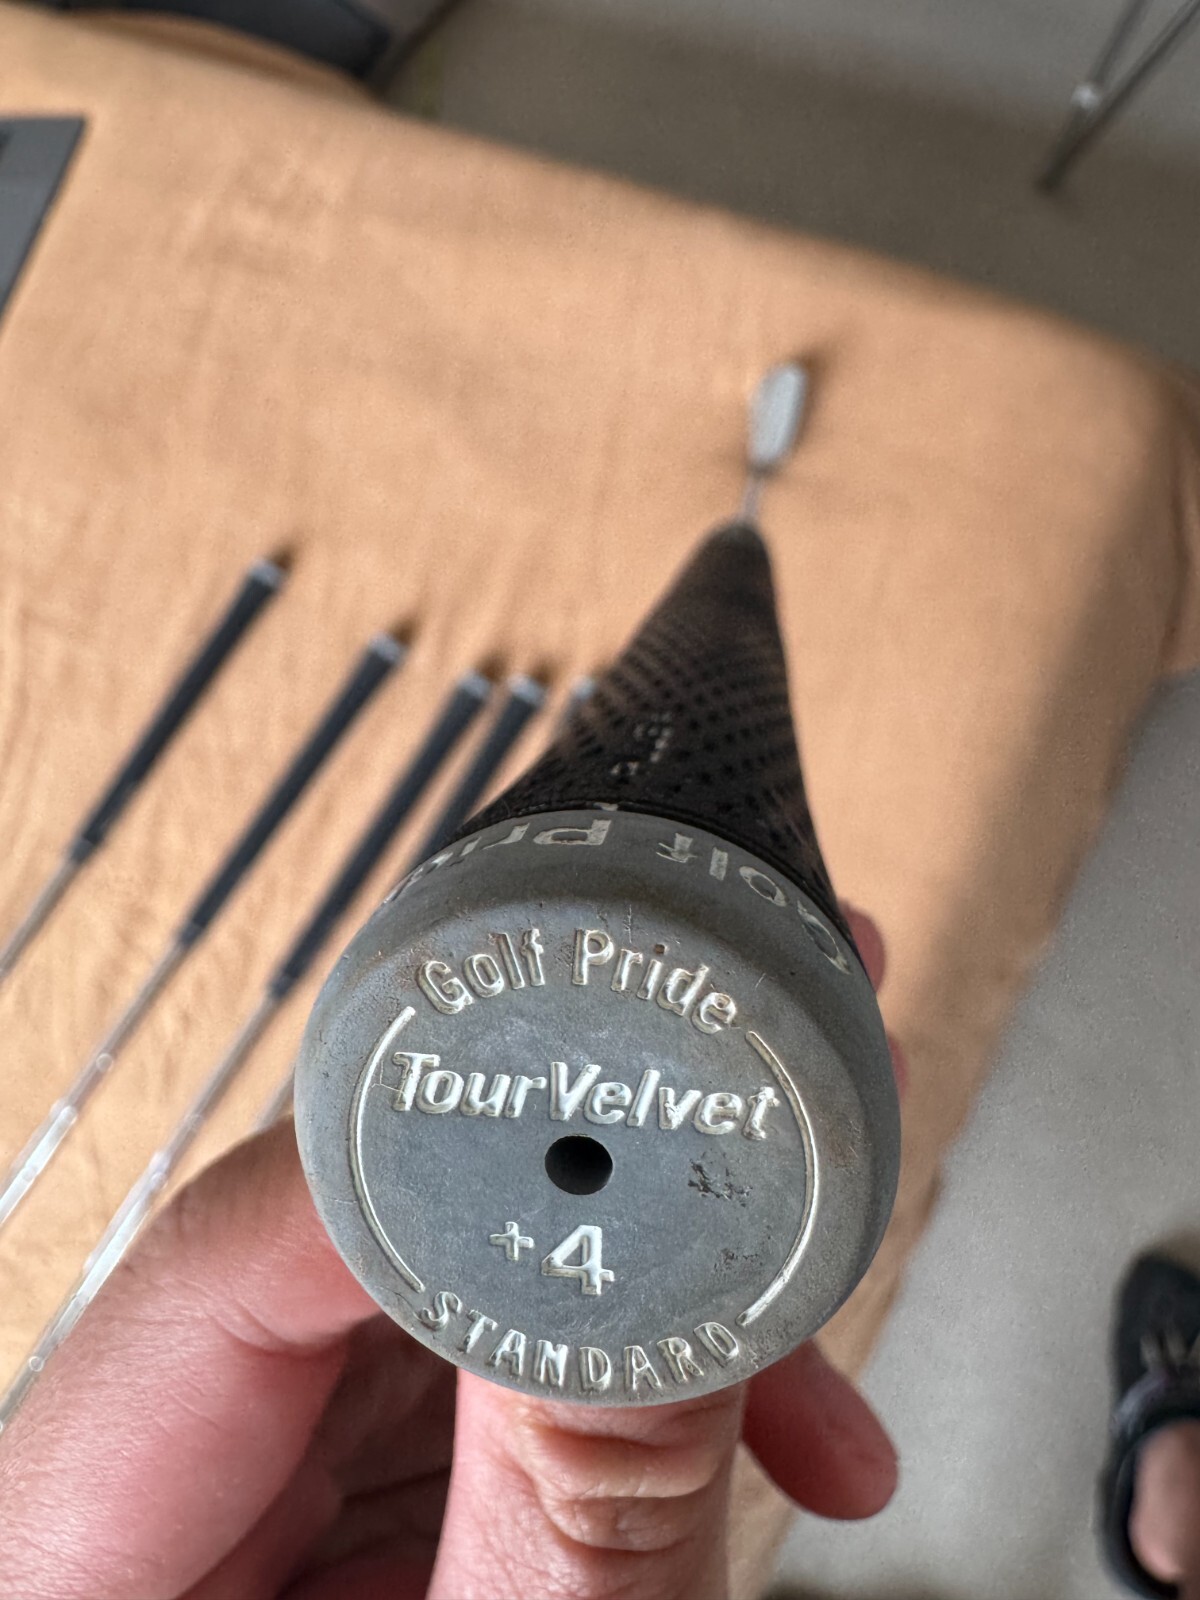 Golf Pride
Golf Pride
TourVelvet
+4
STANDARD